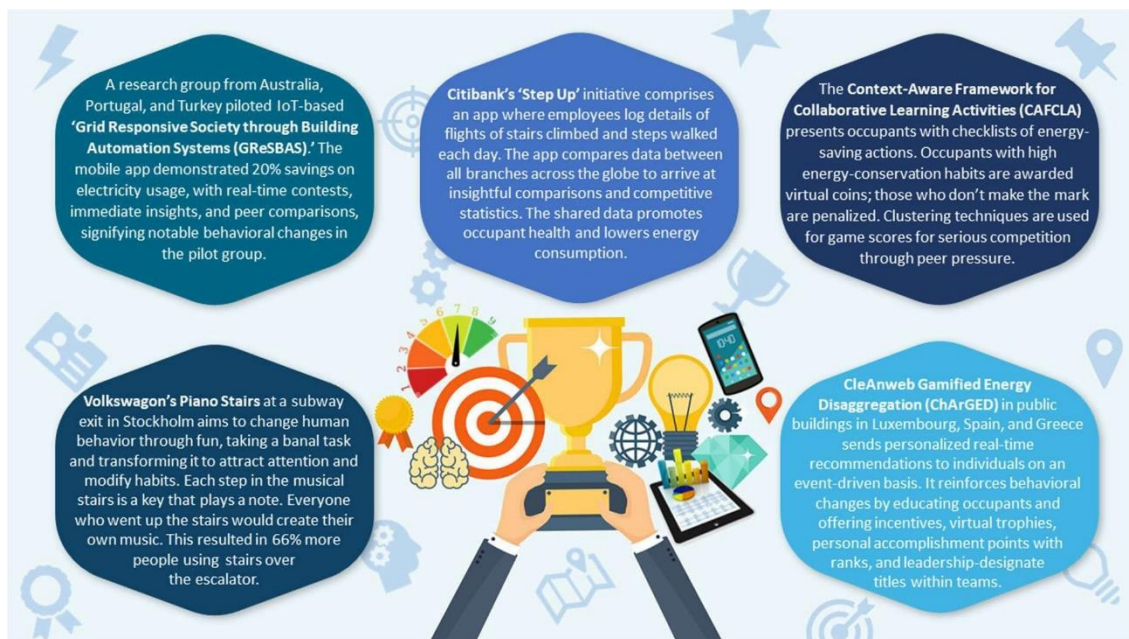 A research group from Australia,
Portugal, and Turkey piloted IoT-based
‘Grid Responsive Society through Building
Automation Systems (GReSBAS).’ The
mobile app demonstrated 20% savings on
electricity usage, with real-time contests,
immediate insights, and peer comparisons,
signifying notable behavioral changes in
the pilot group.
Citibank’s ‘Step Up’ initiative comprises
an app where employees log details of
flights of stairs climbed and steps walked
each day. The app compares data between
all branches across the globe to arrive at
insightful comparisons and competitive
statistics. The shared data promotes
occupant health and lowers energy
consumption.
The Context-Aware Framework for
Collaborative Learning Activities (CAFCLA)
presents occupants with checklists of energy-
saving actions. Occupants with high
energy-conservation habits are awarded
virtual coins; those who don’t make the mark
are penalized. Clustering techniques are used
for game scores for serious competition
through peer pressure.
1 2 3 4 5 6 7 8 9
10:40
Volkswagon’s Piano Stairs at a subway
exit in Stockholm aims to change human
behavior through fun, taking a banal task
and transforming it to attract attention and
modify habits. Each step in the musical
stairs is a key that plays a note. Everyone
who went up the stairs would create their
own music. This resulted in 66% more
people using stairs over
the escalator.
CleAnweb Gamified Energy
Disaggregation (ChArGED) in public
buildings in Luxembourg, Spain, and Greece
sends personalized real-time
recommendations to individuals on an
event-driven basis. It reinforces behavioral
changes by educating occupants and
offering incentives, virtual trophies,
personal accomplishment points with
ranks, and leadership-designate
titles within teams.